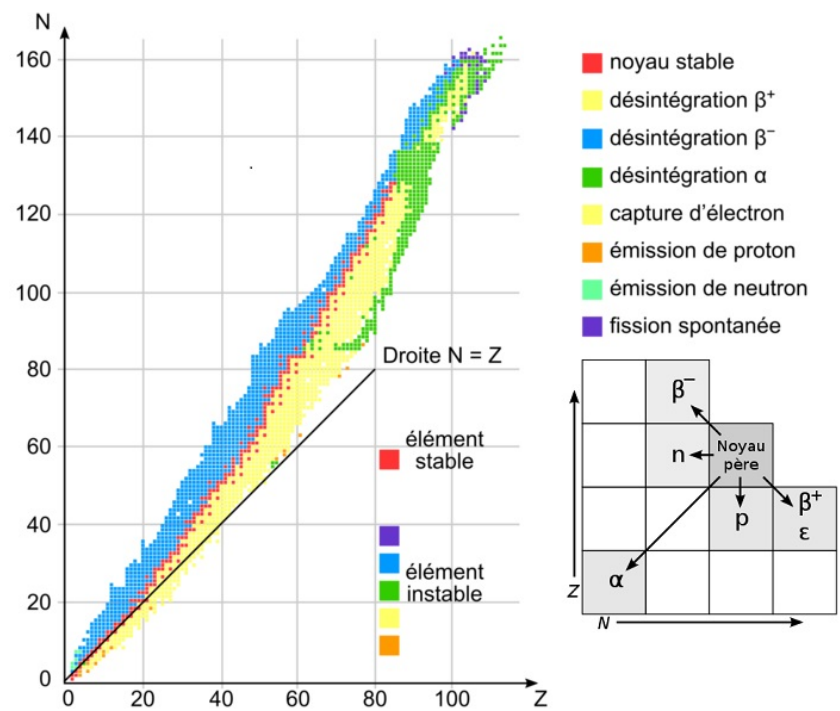 N
160
140
120
100
80
60
40
20
0
0 20 40 60 80 100 Z
Droite N = Z
élément
stable
élément
instable
noyau stable
désintégration β⁺
désintégration β⁻
désintégration α
capture d'électron
émission de proton
émission de neutron
fission spontanée
β⁻
n
Noyau
père
p
β⁺
ε
α
Z
N